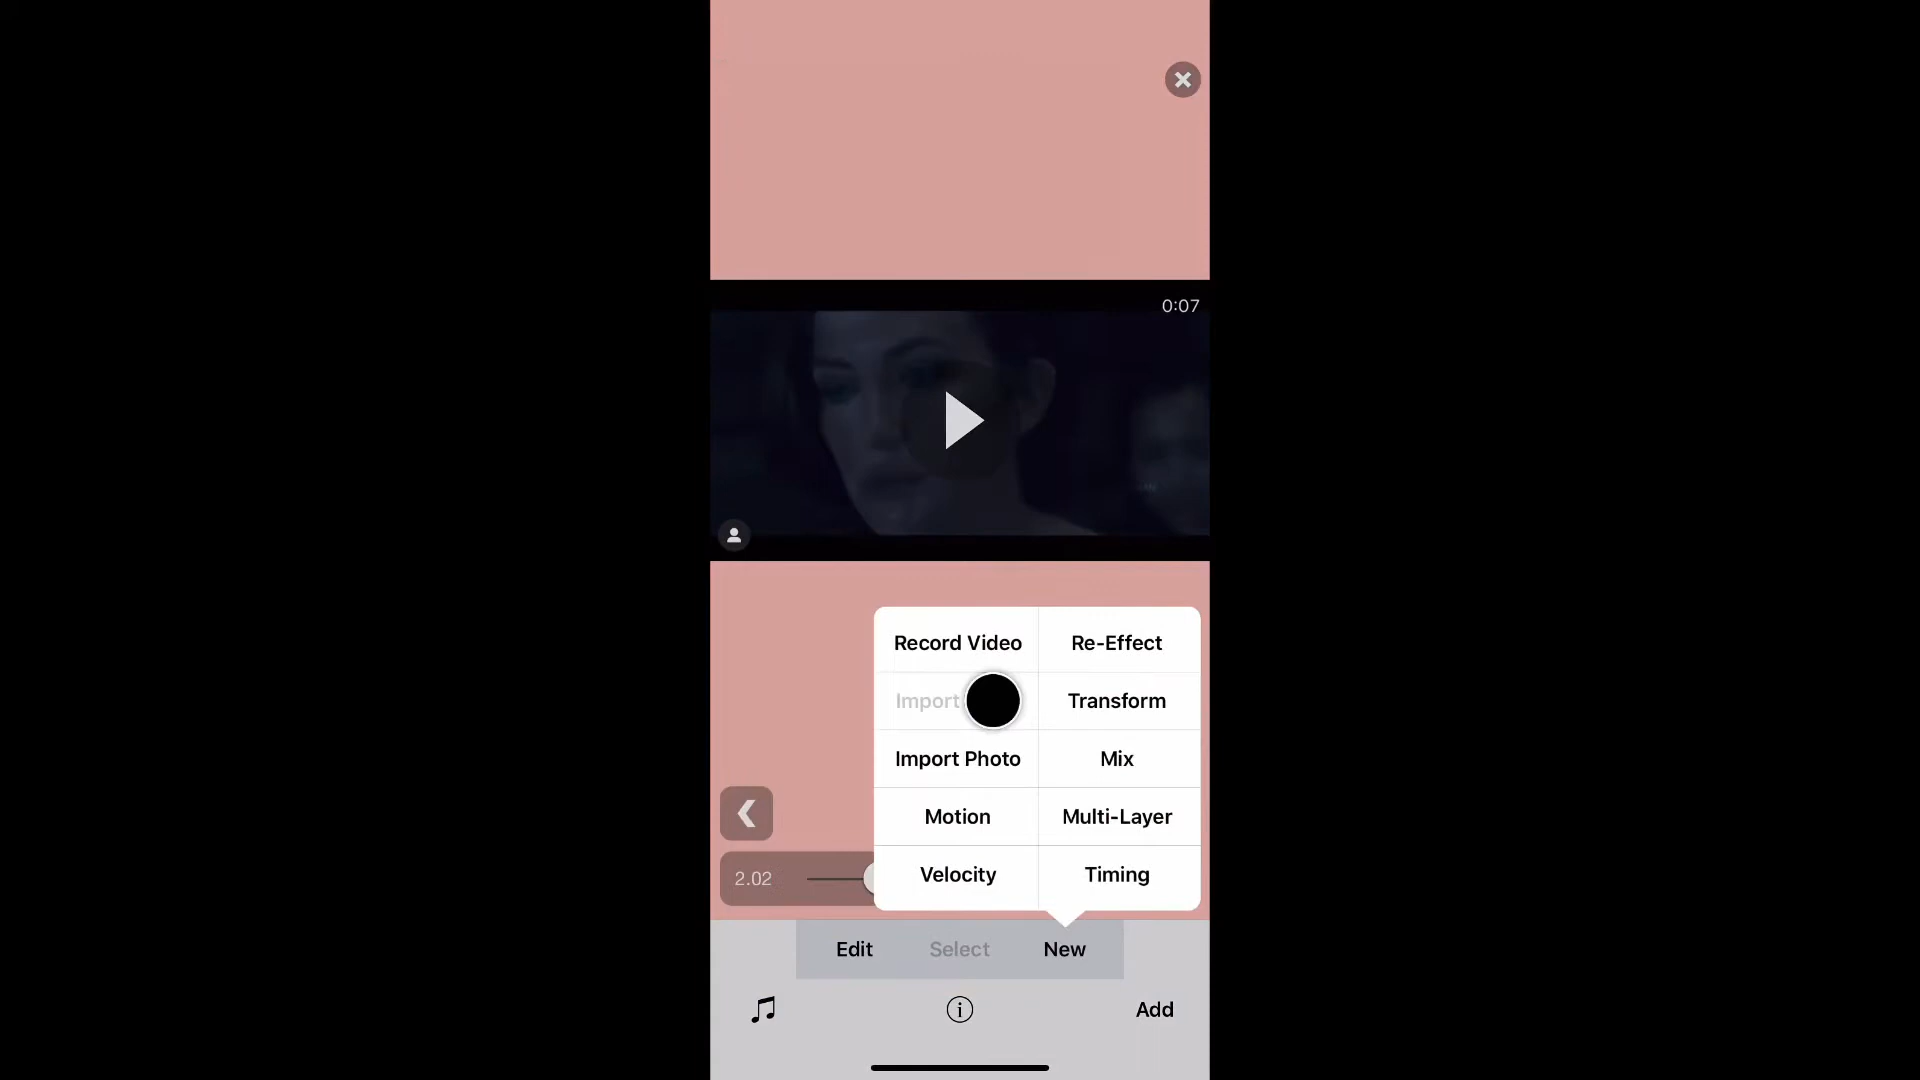 0:07
Record Video
Re-Effect
Import
Transform
Import Photo
Mix
Motion
Multi-Layer
Velocity
Timing
2.02
Edit
Select
New
Add